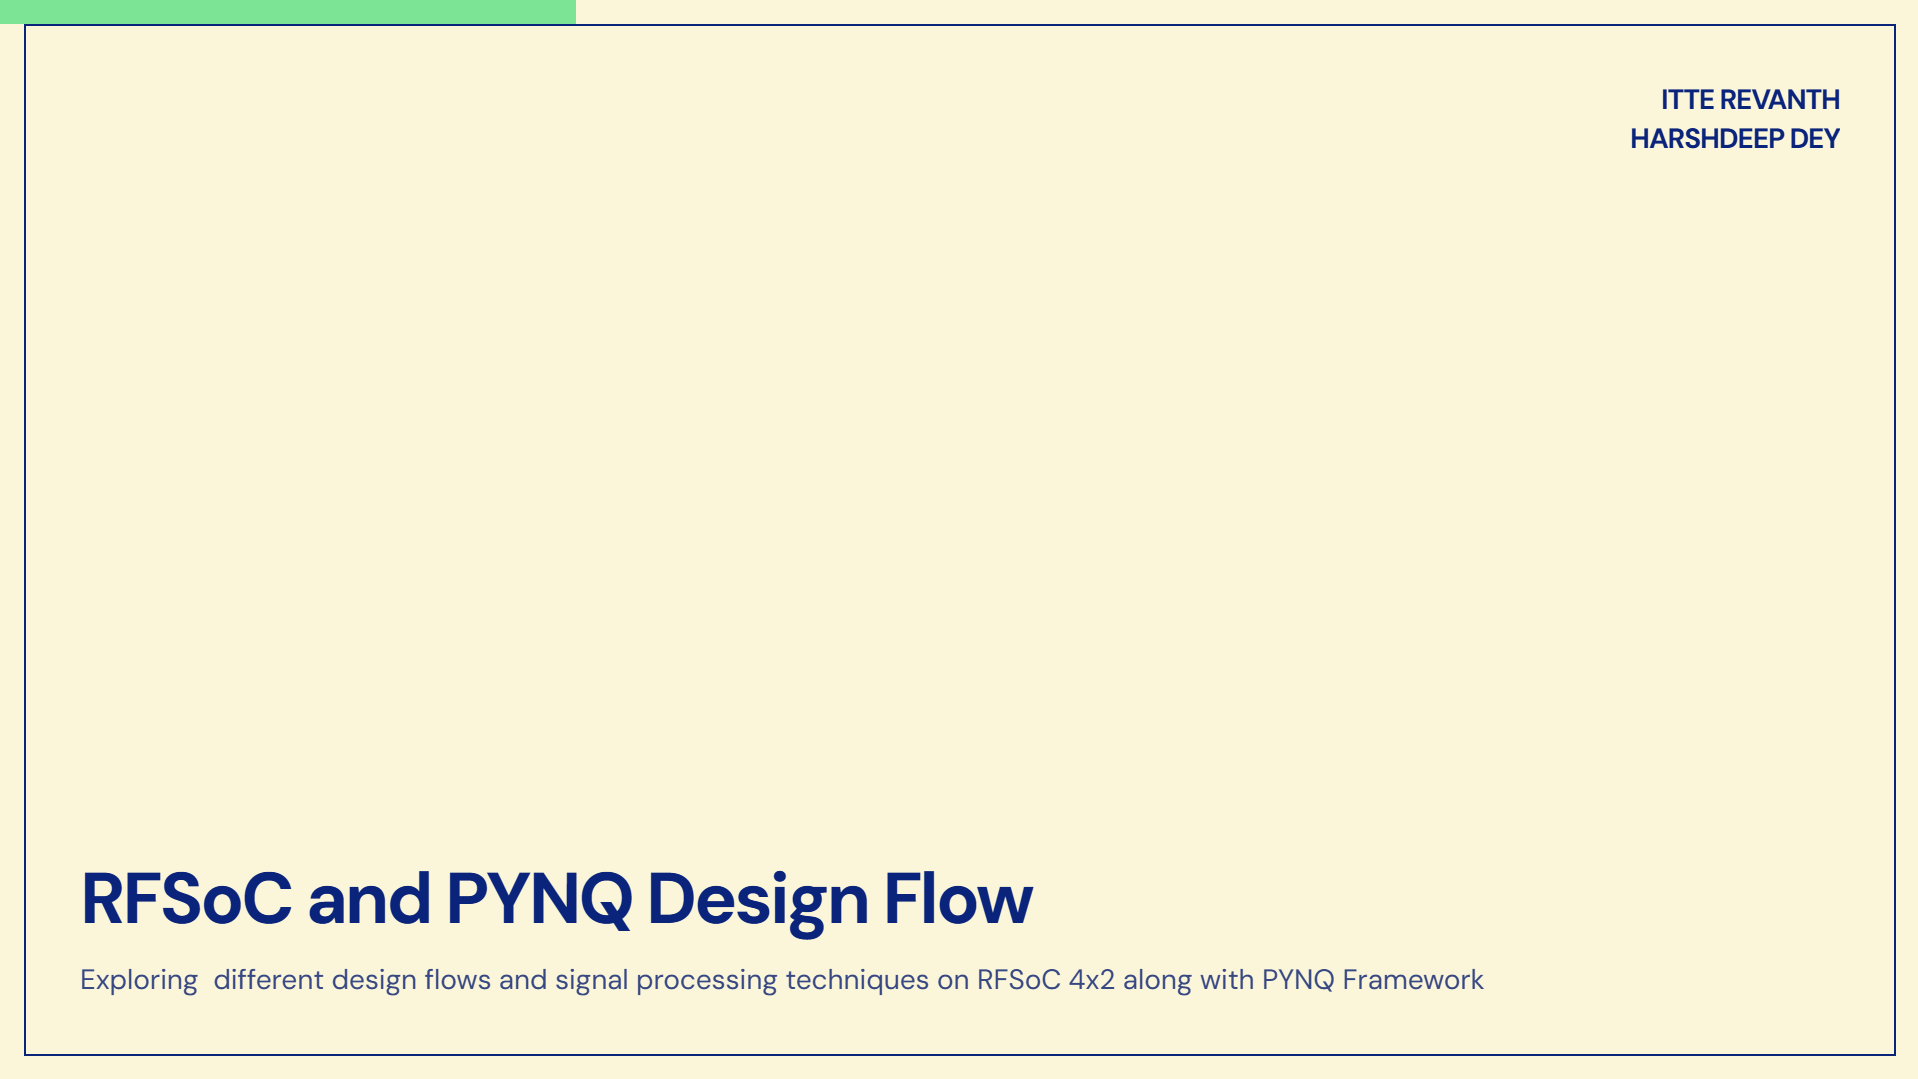 ITTE REVANTH
HARSHDEEP DEY
RFSoC and PYNQ Design Flow
Exploring  different design flows and signal processing techniques on RFSoC 4x2 along with PYNQ Framework